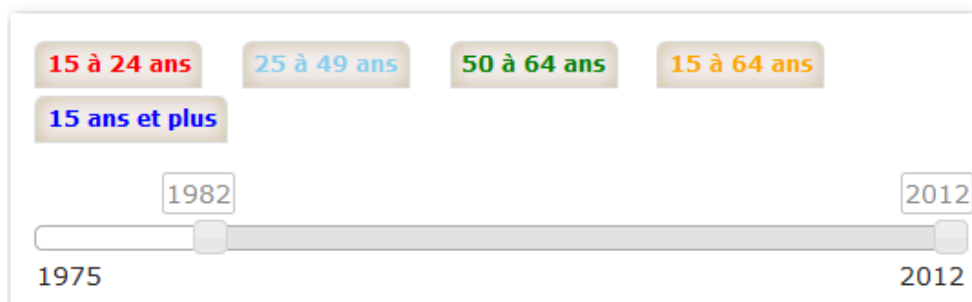 15 à 24 ans 25 à 49 ans 50 à 64 ans 15 à 64 ans
15 ans et plus
1982 2012
1975 2012